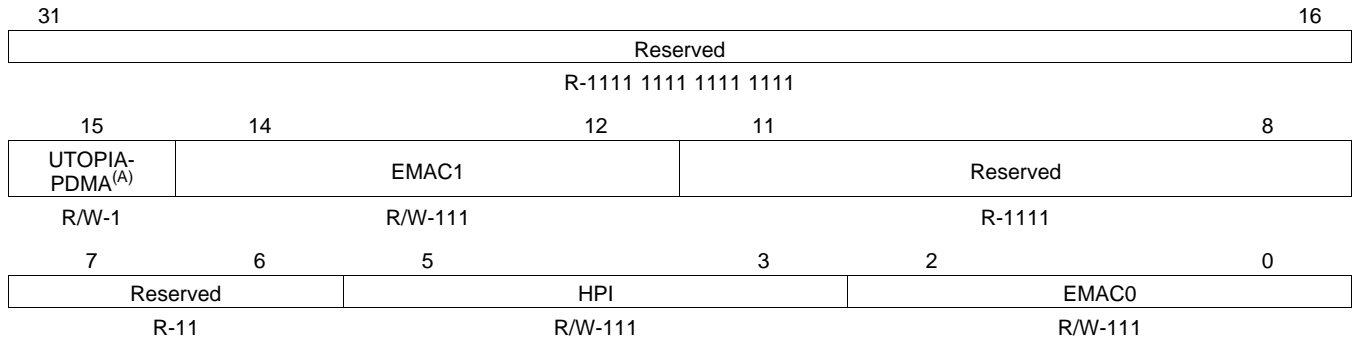 31 16
Reserved
R-1111 1111 1111 1111
15 14 12 11 8
UTOPIA-
PDMA(A) EMAC1 Reserved
R/W-1 R/W-111 R-1111
7 6 5 3 2 0
Reserved HPI EMAC0
R-11 R/W-111 R/W-111